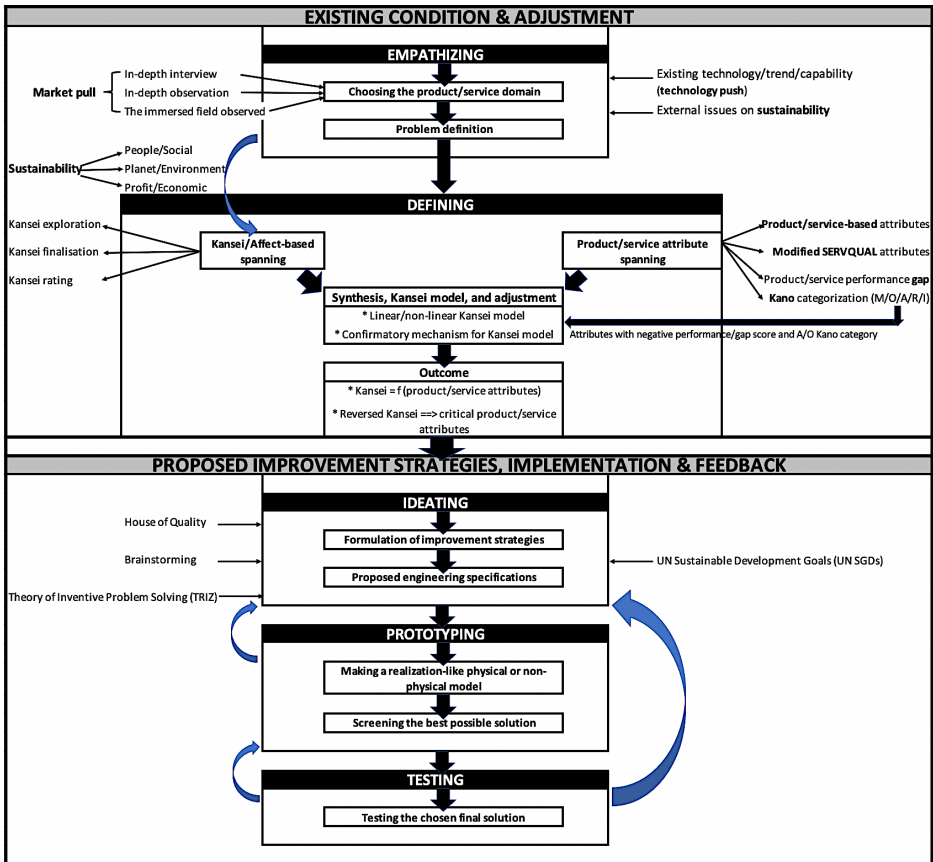 EXISTING CONDITION & ADJUSTMENT
EMPATHIZING
Market pull
In-depth interview
In-depth observation
The immersed field observed
Choosing the product/service domain
Problem definition
Existing technology/trend/capability
(technology push)
External issues on sustainability
Sustainability
People/Social
Planet/Environment
Profit/Economic
DEFINING
Kansei exploration
Kansei finalisation
Kansei rating
Kansei/Affect-based
spanning
Product/service attribute
spanning
Product/service-based attributes
Modified SERVQUAL attributes
Product/service performance gap
Kano categorization (M/O/A/R/I)
Synthesis, Kansei model, and adjustment
* Linear/non-linear Kansei model
* Confirmatory mechanism for Kansei model
Attributes with negative performance/gap score and A/O Kano category
Outcome
* Kansei = f (product/service attributes)
* Reversed Kansei ==> critical product/service
attributes
PROPOSED IMPROVEMENT STRATEGIES, IMPLEMENTATION & FEEDBACK
IDEATING
House of Quality
Brainstorming
Theory of Inventive Problem Solving (TRIZ)
Formulation of improvement strategies
Proposed engineering specifications
UN Sustainable Development Goals (UN SGDs)
PROTOTYPING
Making a realization-like physical or non-
physical model
Screening the best possible solution
TESTING
Testing the chosen final solution